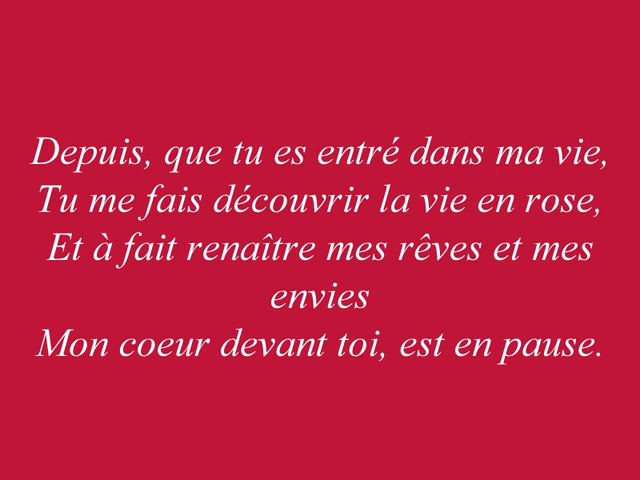 Depuis, que tu es entré dans ma vie,
Tu me fais découvrir la vie en rose,
Et à fait renaître mes rêves et mes
envies
Mon coeur devant toi, est en pause.